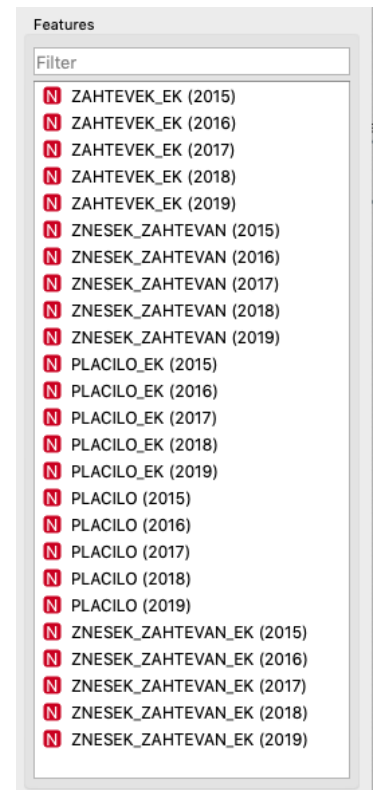 Features
Filter
N ZAHTEVEK_EK (2015)
N ZAHTEVEK_EK (2016)
N ZAHTEVEK_EK (2017)
N ZAHTEVEK_EK (2018)
N ZAHTEVEK_EK (2019)
N ZNESEK_ZAHTEVAN (2015)
N ZNESEK_ZAHTEVAN (2016)
N ZNESEK_ZAHTEVAN (2017)
N ZNESEK_ZAHTEVAN (2018)
N ZNESEK_ZAHTEVAN (2019)
N PLACILO_EK (2015)
N PLACILO_EK (2016)
N PLACILO_EK (2017)
N PLACILO_EK (2018)
N PLACILO_EK (2019)
N PLACILO (2015)
N PLACILO (2016)
N PLACILO (2017)
N PLACILO (2018)
N PLACILO (2019)
N ZNESEK_ZAHTEVAN_EK (2015)
N ZNESEK_ZAHTEVAN_EK (2016)
N ZNESEK_ZAHTEVAN_EK (2017)
N ZNESEK_ZAHTEVAN_EK (2018)
N ZNESEK_ZAHTEVAN_EK (2019)